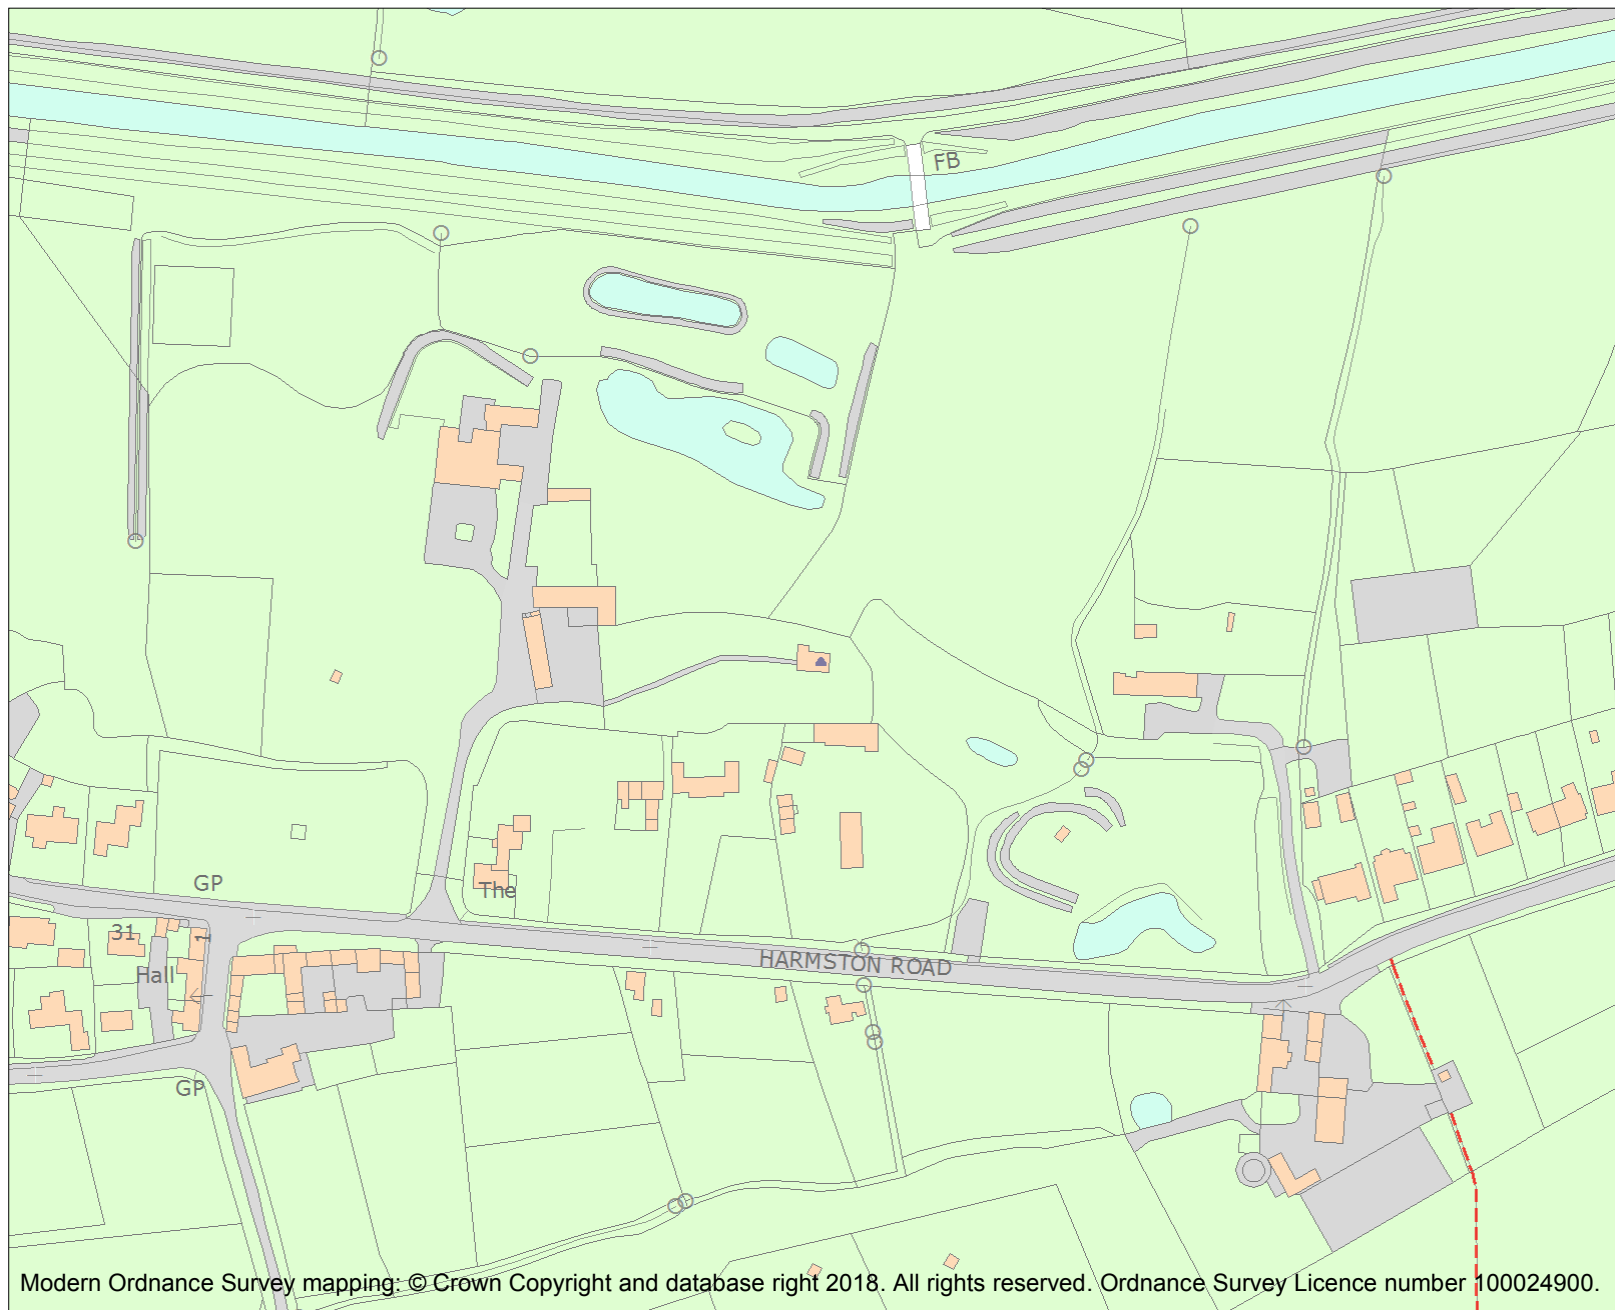 FB
GP
The
31
1
Hall
HARMSTON ROAD
GP
Modern Ordnance Survey mapping: © Crown Copyright and database right 2018. All rights reserved. Ordnance Survey Licence number 100024900.